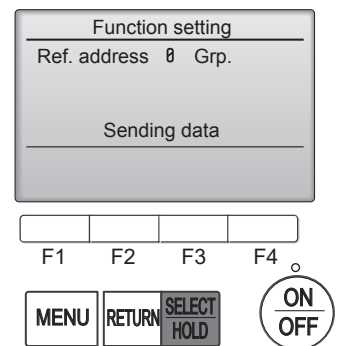 Function setting
Ref. address 0 Grp.
Sending data
F1 F2 F3 F4
MENU RETURN SELECT HOLD ON OFF